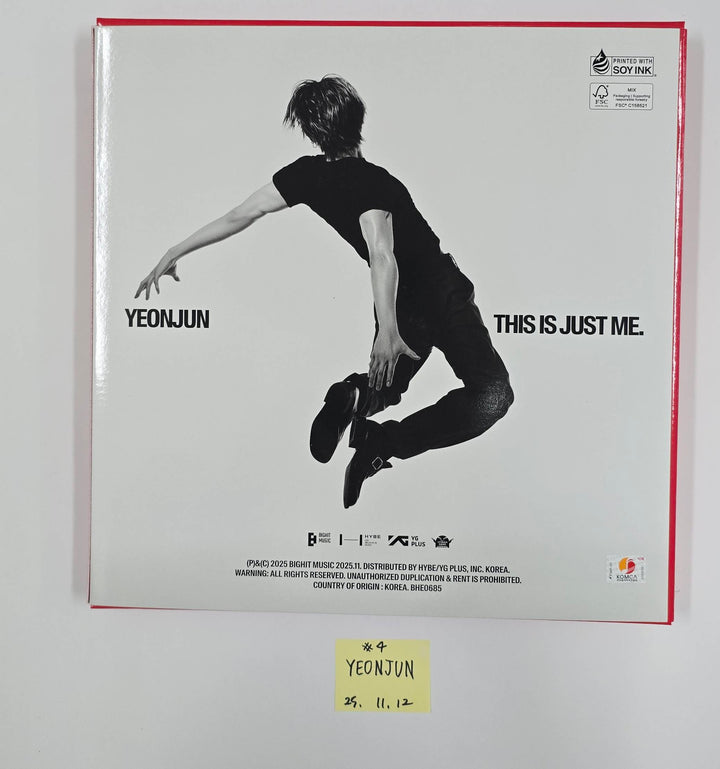 PRINTED WITH
SOY INK
FSC
MIX
Packaging | Supporting
responsible forestry
FSC® C158521
YEONJUN
THIS IS JUST ME.
BIGHIT
MUSIC
HYBE
YG
PLUS
(P)&(C) 2025 BIGHIT MUSIC 2025.11. DISTRIBUTED BY HYBE/YG PLUS, INC. KOREA.
WARNING: ALL RIGHTS RESERVED. UNAUTHORIZED DUPLICATION & RENT IS PROHIBITED.
COUNTRY OF ORIGIN : KOREA. BHE0685
KOMCA
#4
YEONJUN
25. 11. 12